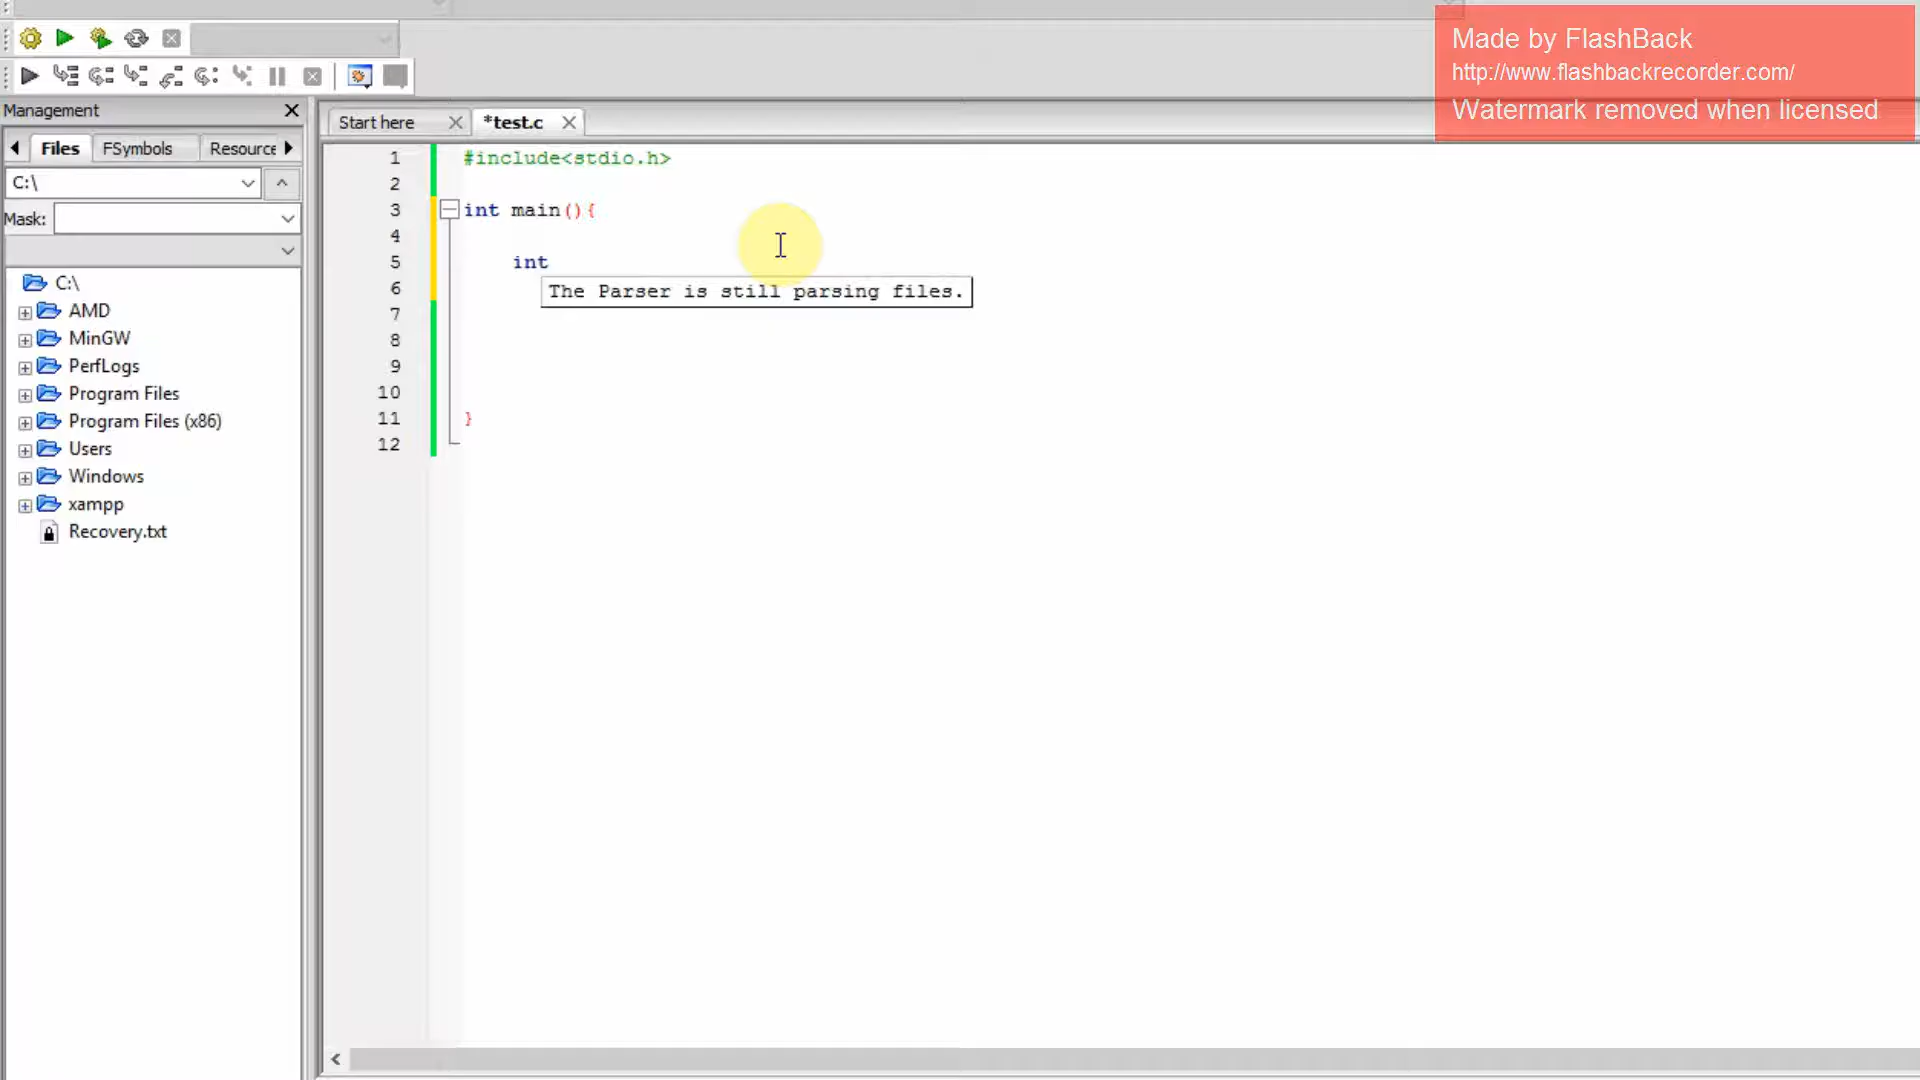 Made by FlashBack
http://www.flashbackrecorder.com/
Watermark removed when licensed
Management
Files FSymbols Resource
C:\
Mask:
C:\
AMD
MinGW
PerfLogs
Program Files
Program Files (x86)
Users
Windows
xampp
Recovery.txt
Start here *test.c
1 #include<stdio.h>
2
3 int main(){
4
5 int
6 The Parser is still parsing files.
7
8
9
10
11 }
12